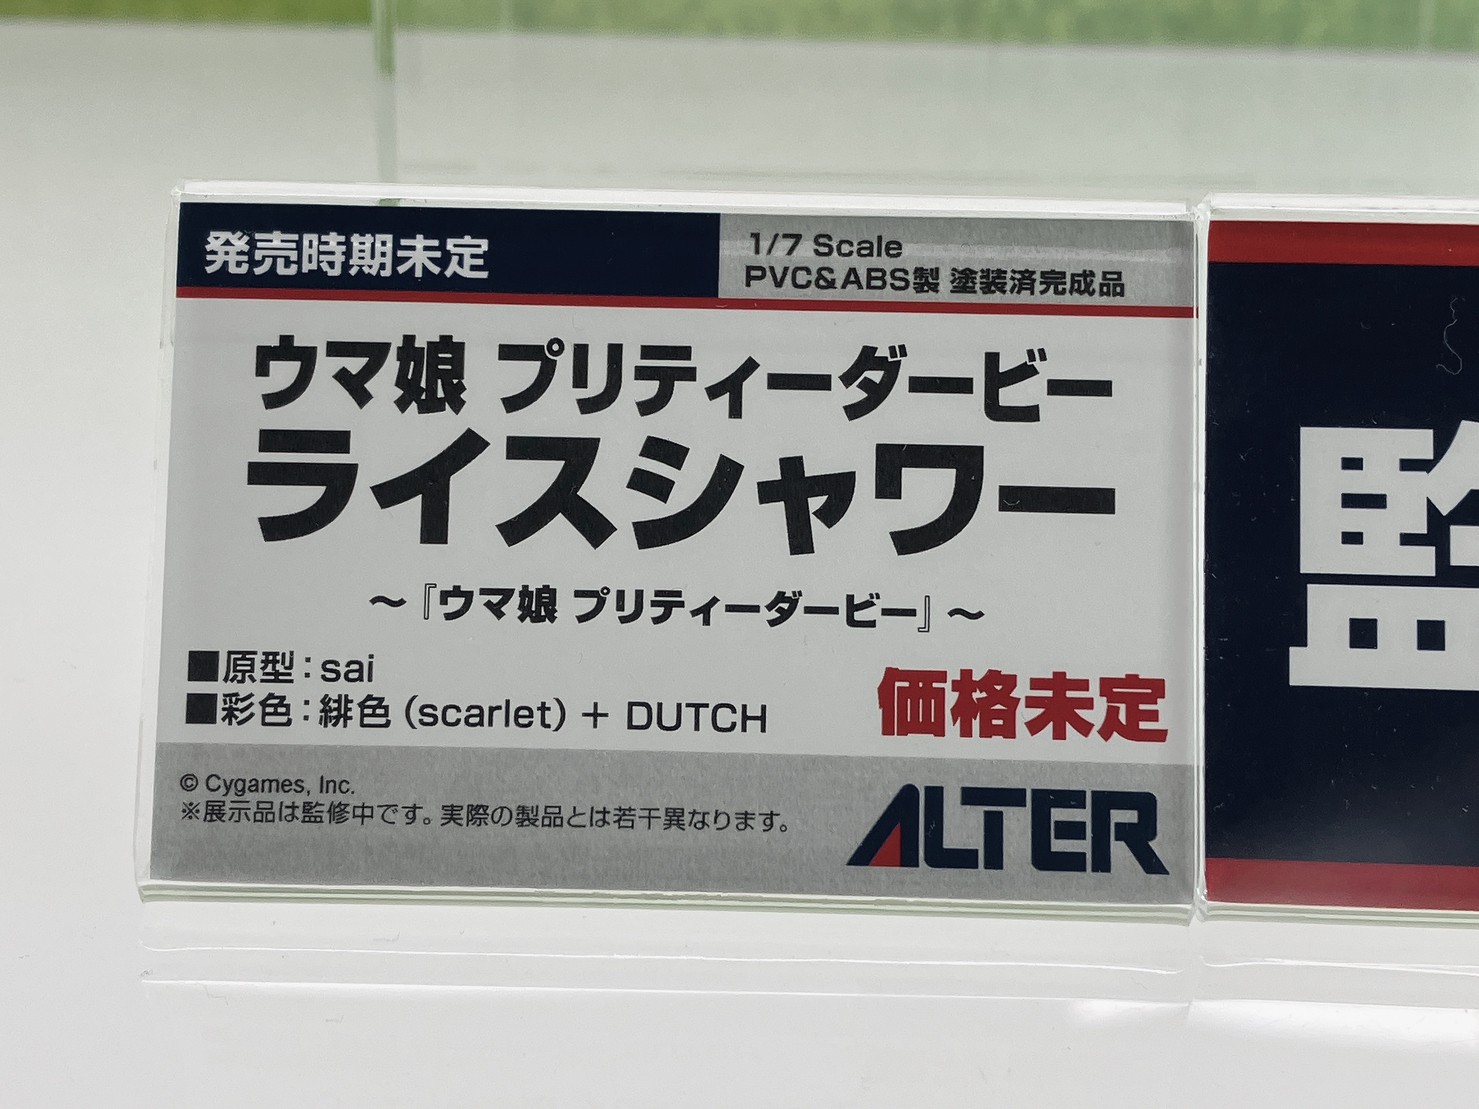 発売時期未定
1/7 Scale
PVC&ABS製 塗装済完成品
ウマ娘 プリティーダービー
ライスシャワー
～『ウマ娘 プリティーダービー』～
■原型：sai
■彩色：緋色（scarlet）＋ DUTCH
価格未定
© Cygames, Inc.
※展示品は監修中です。実際の製品とは若干異なります。
ALTER
監